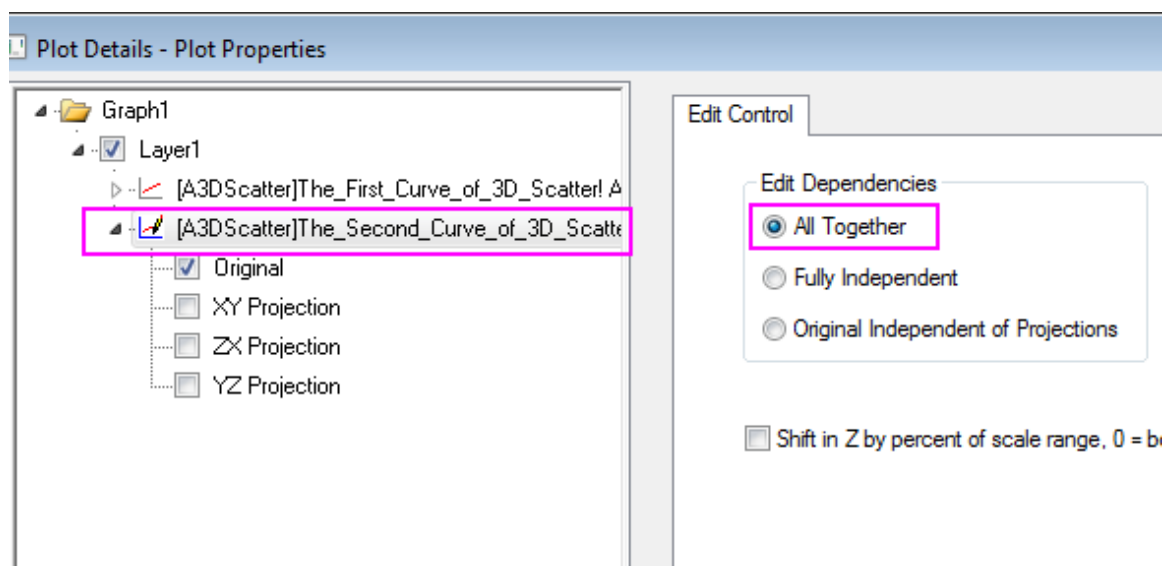 Plot Details - Plot Properties
Graph1
Layer1
[A3DScatter]The_First_Curve_of_3D_Scatter! A
[A3DScatter]The_Second_Curve_of_3D_Scatte
Original
XY Projection
ZX Projection
YZ Projection
Edit Control
Edit Dependencies
All Together
Fully Independent
Original Independent of Projections
Shift in Z by percent of scale range, 0 = b